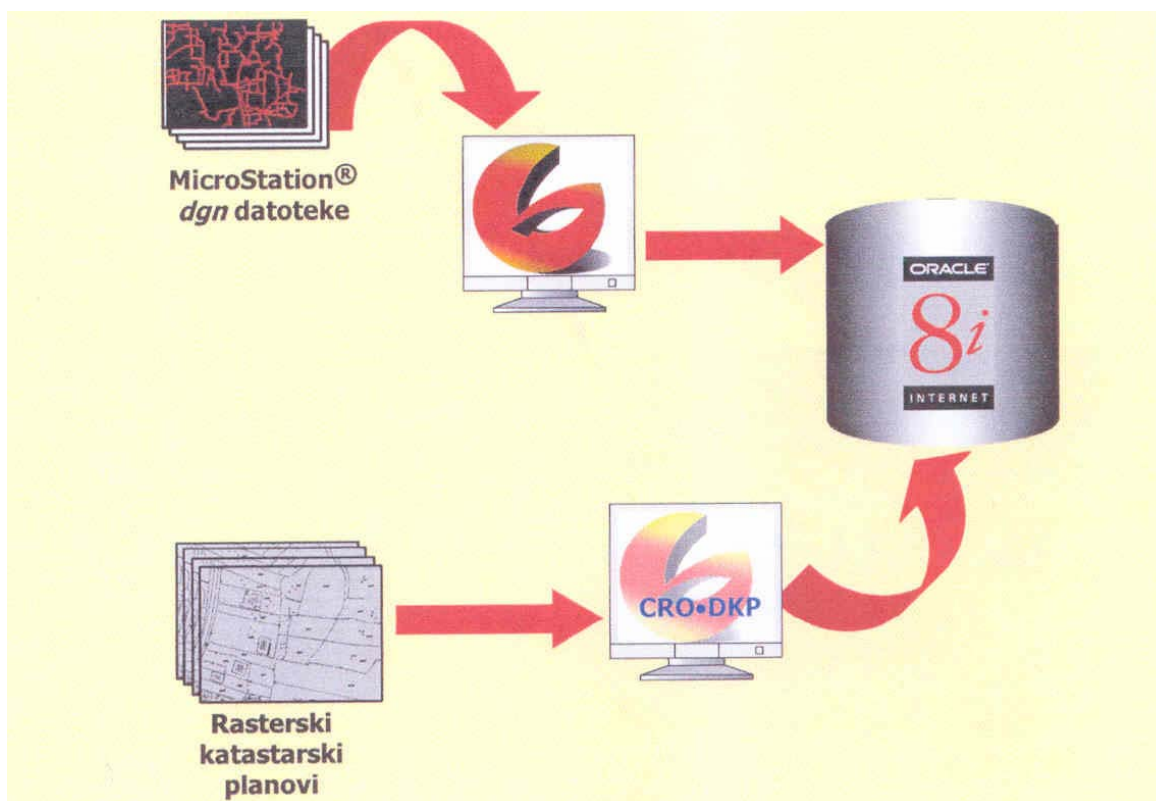 MicroStation®
dgn datoteke
ORACLE®
8i
INTERNET
CRO•DKP
Rasterski
katastarski
planovi